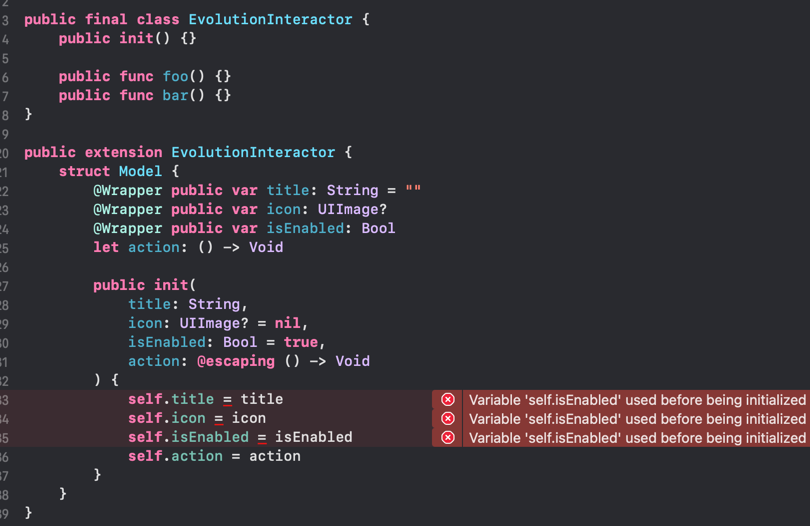 2
3 public final class EvolutionInteractor {
4 public init() {}
5
6 public func foo() {}
7 public func bar() {}
8 }
9
20 public extension EvolutionInteractor {
21 struct Model {
22 @Wrapper public var title: String = ""
23 @Wrapper public var icon: UIImage?
24 @Wrapper public var isEnabled: Bool
25 let action: () -> Void
26
27 public init(
28 title: String,
29 icon: UIImage? = nil,
30 isEnabled: Bool = true,
31 action: @escaping () -> Void
32 ) {
33 self.title = title Variable 'self.isEnabled' used before being initialized
34 self.icon = icon Variable 'self.isEnabled' used before being initialized
35 self.isEnabled = isEnabled Variable 'self.isEnabled' used before being initialized
36 self.action = action
37 }
38 }
39 }